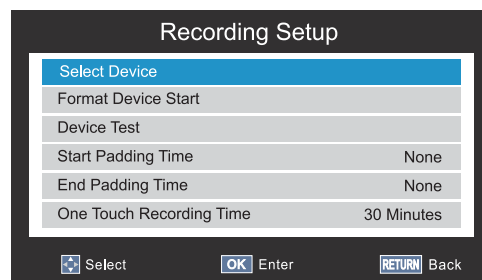 Recording Setup
Select Device
Format Device Start
Device Test
Start Padding Time None
End Padding Time None
One Touch Recording Time 30 Minutes
Select OK Enter RETURN Back